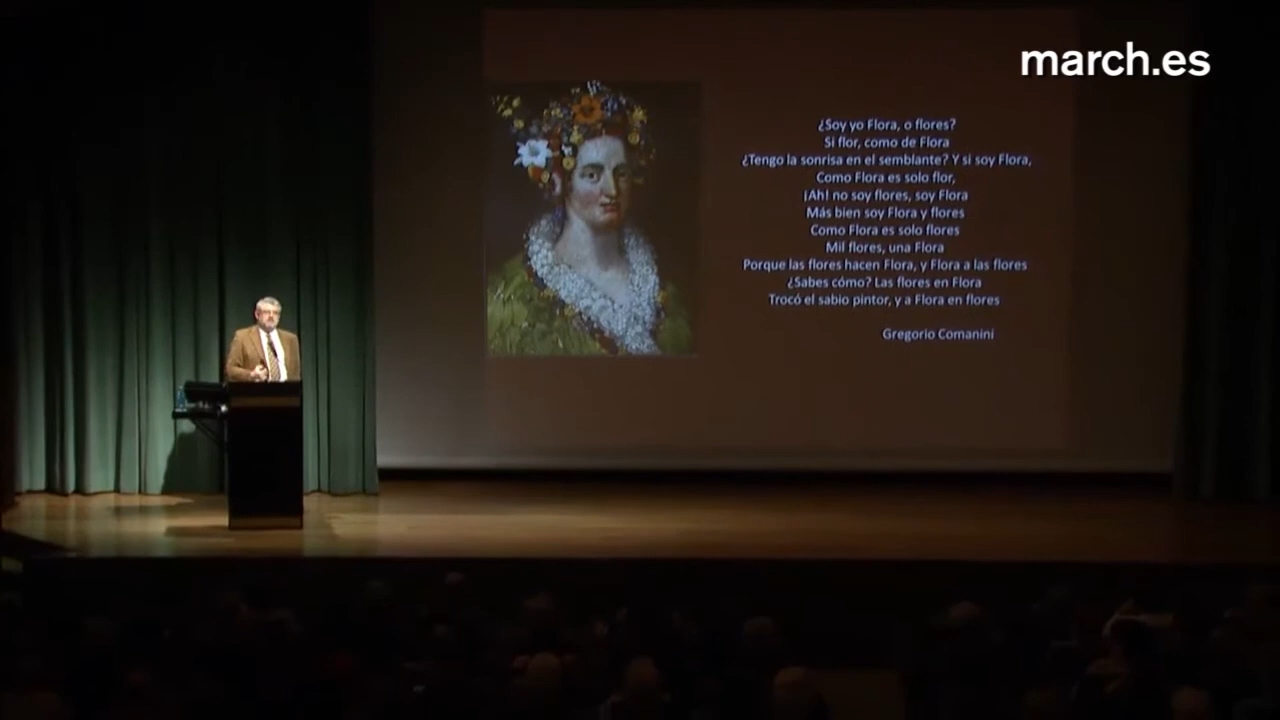 march.es
¿Soy yo Flora, o flores?
Si flor, como de Flora
¿Tengo la sonrisa en el semblante? Y si soy Flora,
Como Flora es solo flor,
¡Ah! no soy flores, soy Flora
Más bien soy Flora y flores
Como Flora es solo flores
Mil flores, una Flora
Porque las flores hacen Flora, y Flora a las flores
¿Sabes cómo? Las flores en Flora
Trocó el sabio pintor, y a Flora en flores
Gregorio Comanini